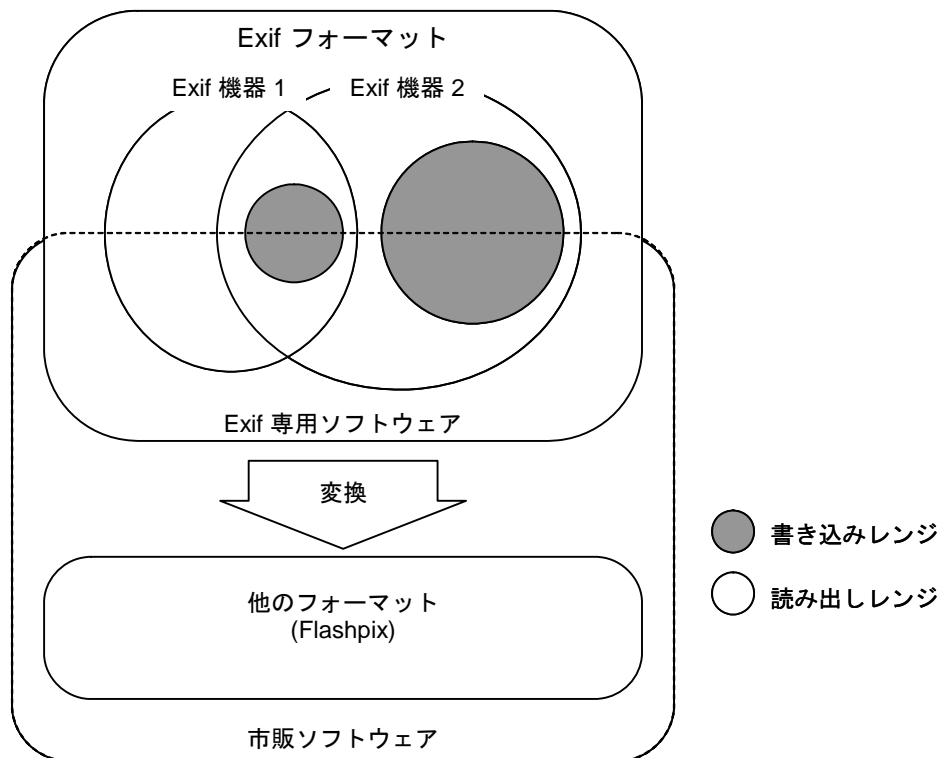 Exif フォーマット
Exif 機器 1
Exif 機器 2
Exif 専用ソフトウェア
変換
他のフォーマット
(Flashpix)
市販ソフトウェア
書き込みレンジ
読み出しレンジ